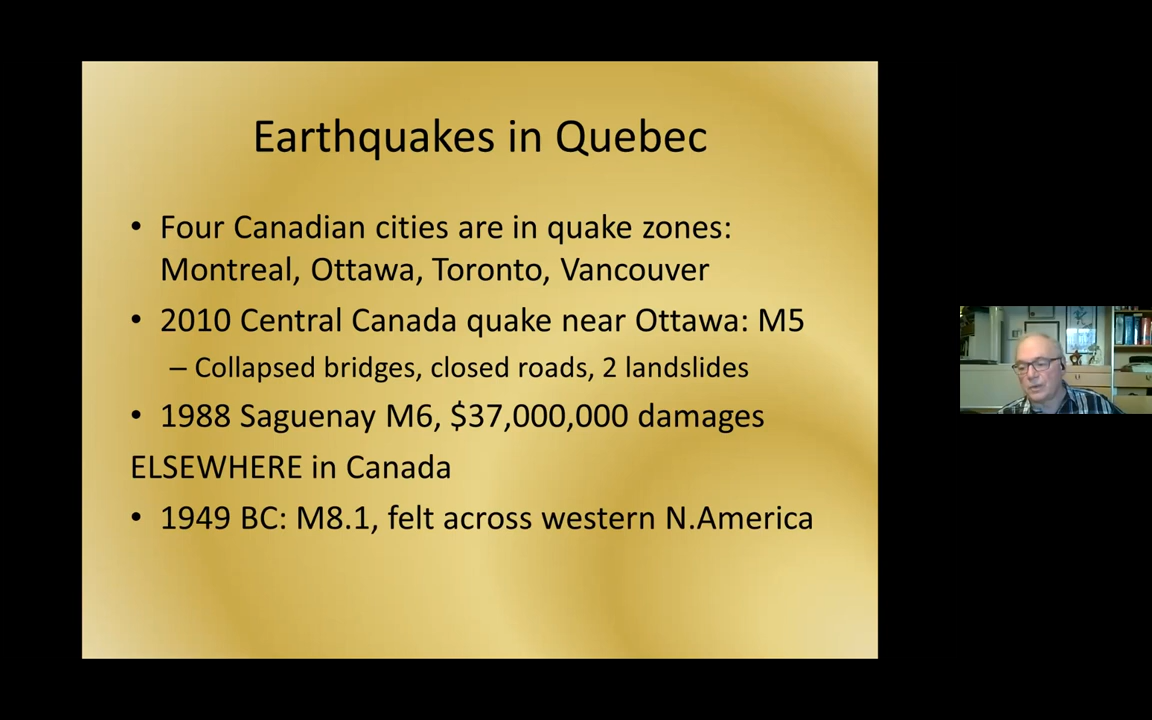 Earthquakes in Quebec
• Four Canadian cities are in quake zones:
Montreal, Ottawa, Toronto, Vancouver
• 2010 Central Canada quake near Ottawa: M5
– Collapsed bridges, closed roads, 2 landslides
• 1988 Saguenay M6, $37,000,000 damages
ELSEWHERE in Canada
• 1949 BC: M8.1, felt across western N.America